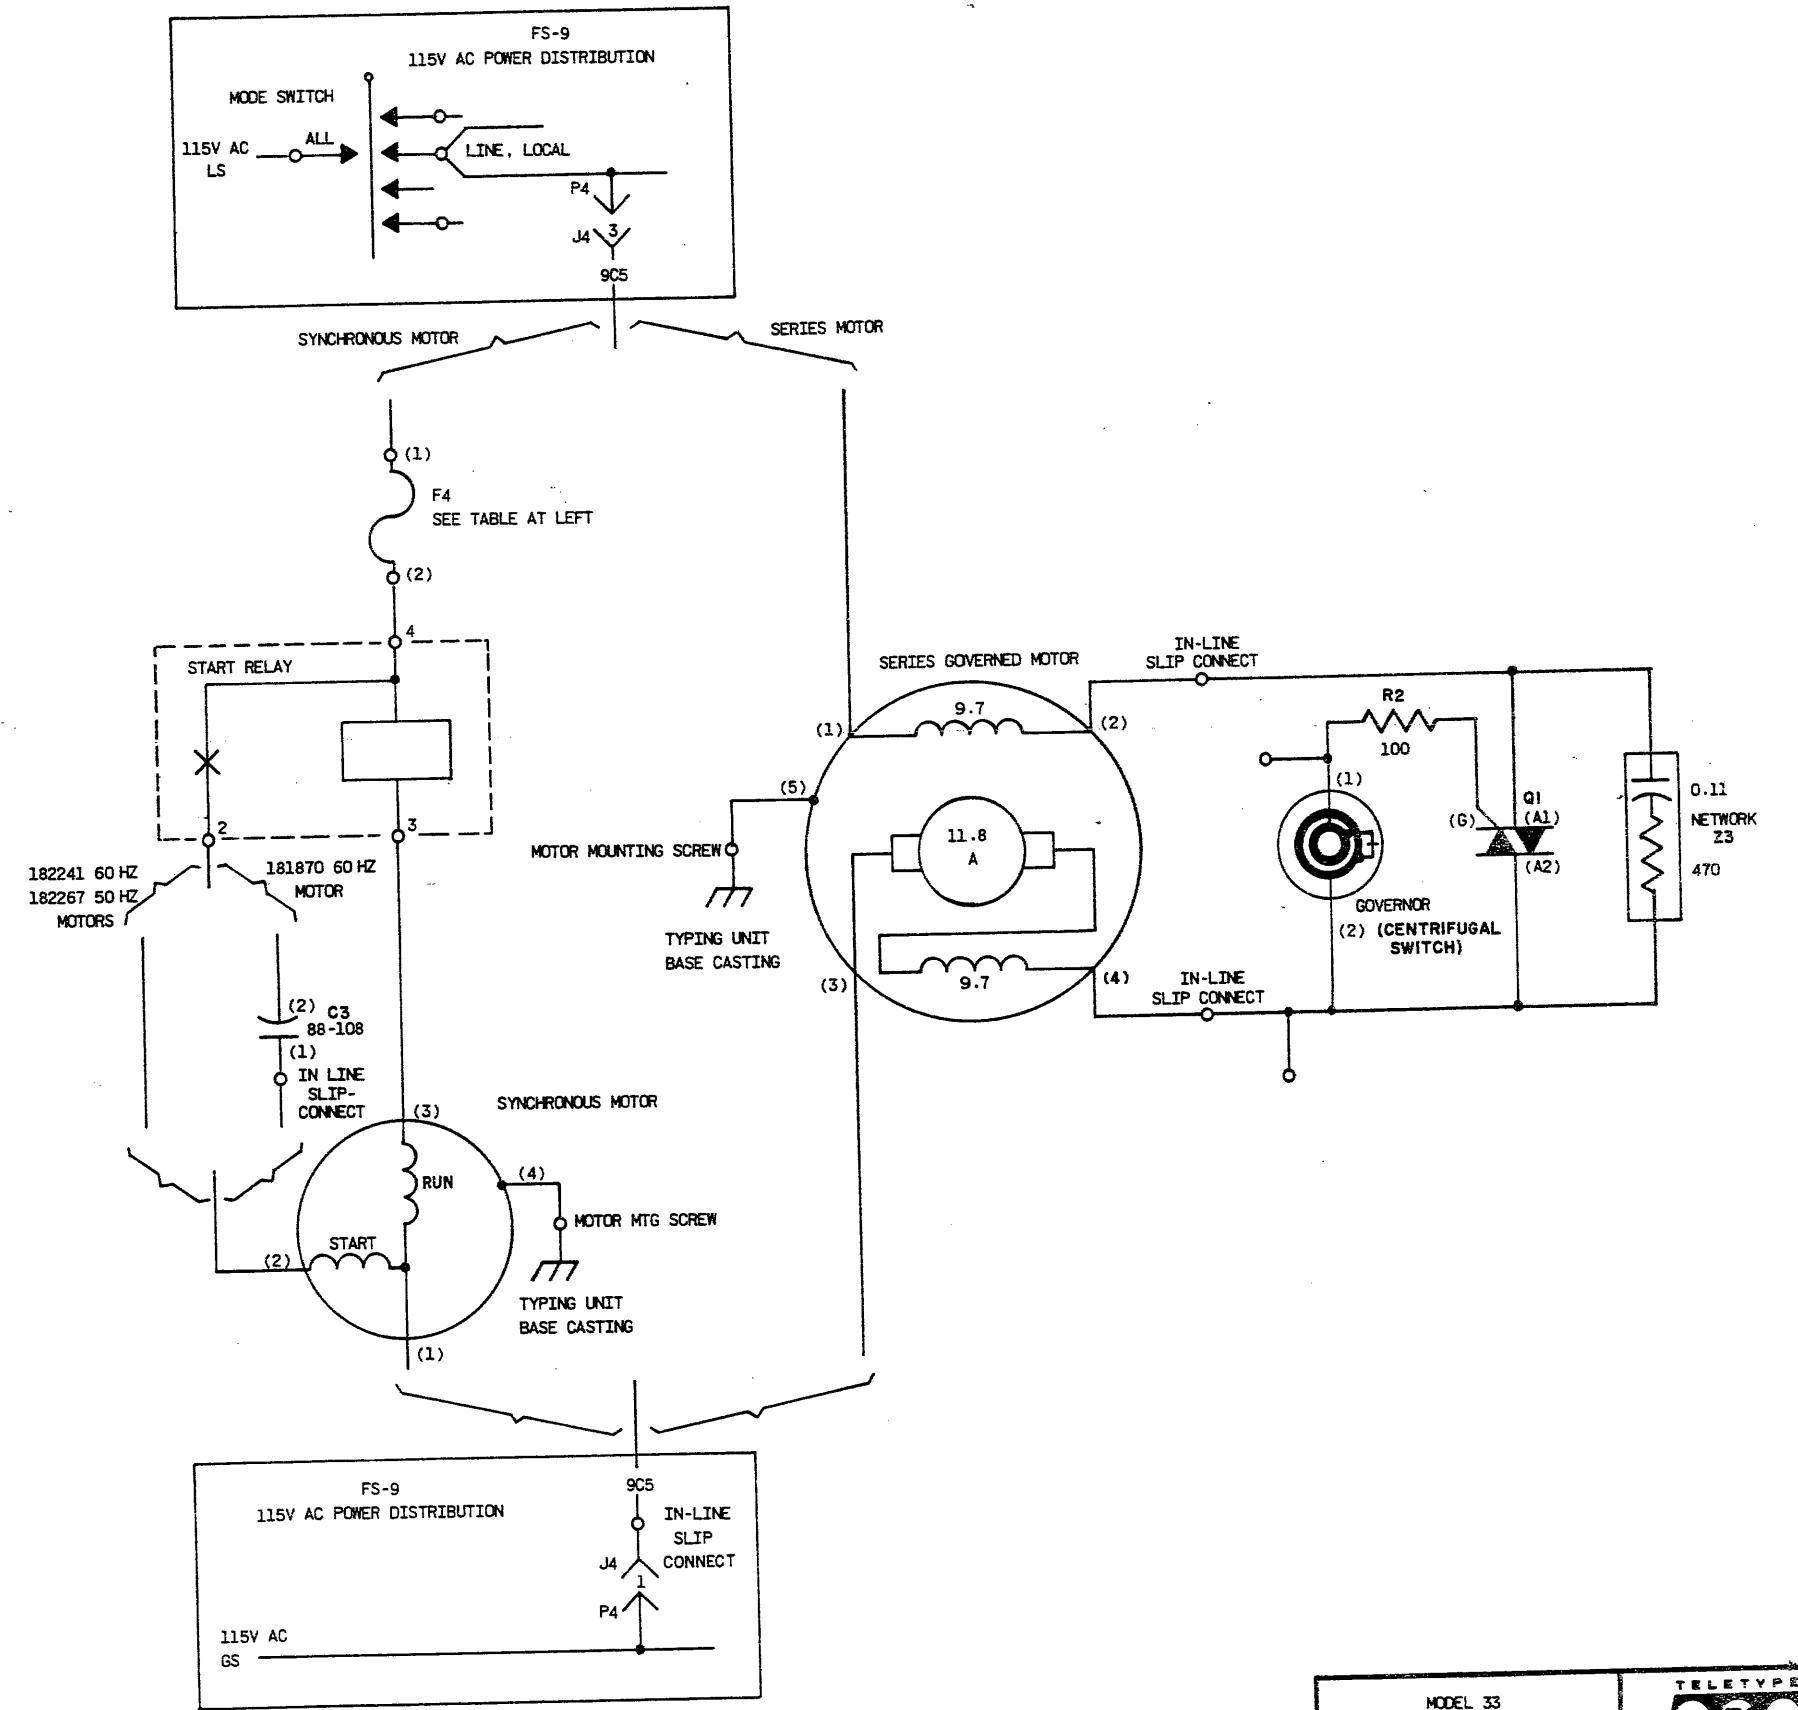 FS-9
115V AC POWER DISTRIBUTION
MODE SWITCH
115V AC
LS
ALL
LINE, LOCAL
P4
J4
3
9C5
SYNCHRONOUS MOTOR
SERIES MOTOR
(1)
F4
SEE TABLE AT LEFT
(2)
4
START RELAY
2
3
182241 60 HZ
182267 50 HZ
MOTORS
181870 60 HZ
MOTOR
(2)
C3
88-108
(1)
IN LINE
SLIP-
CONNECT
SYNCHRONOUS MOTOR
(3)
RUN
START
(2)
(4)
MOTOR MTG SCREW
TYPING UNIT
BASE CASTING
(1)
SERIES GOVERNED MOTOR
9.7
(1)
(2)
(5)
11.8
A
MOTOR MOUNTING SCREW
TYPING UNIT
BASE CASTING
9.7
(3)
(4)
IN-LINE
SLIP CONNECT
R2
100
(1)
(G)
Q1
(A1)
(A2)
0.11
NETWORK
Z3
470
GOVERNOR
(2) (CENTRIFUGAL
SWITCH)
IN-LINE
SLIP CONNECT
FS-9
115V AC POWER DISTRIBUTION
9C5
IN-LINE
SLIP
CONNECT
J4
1
P4
115V AC
GS
MODEL 33
TELETYPE